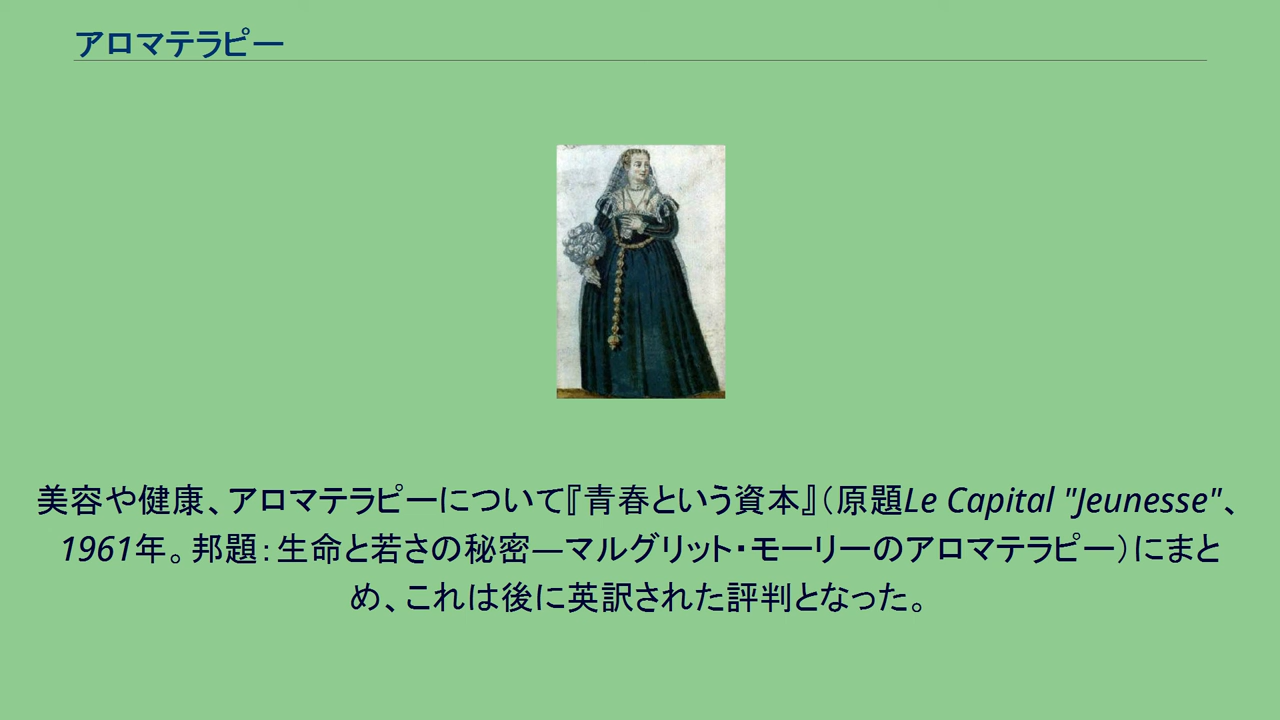 アロマテラピー
美容や健康、アロマテラピーについて『青春という資本』（原題Le Capital "Jeunesse"、
1961年。邦題：生命と若さの秘密―マルグリット・モーリーのアロマテラピー）にまと
め、これは後に英訳された評判となった。